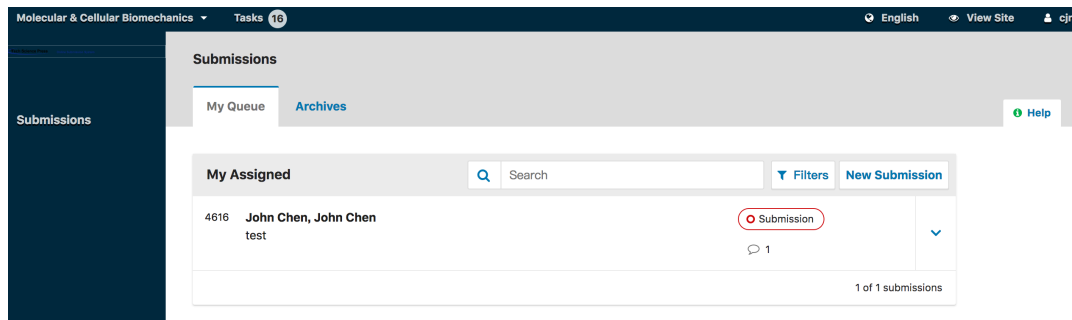 Molecular & Cellular Biomechanics Tasks 16 English View Site
Submissions
Submissions
My Queue Archives
Help
My Assigned Search Filters New Submission
4616 John Chen, John Chen Submission
test
1
1 of 1 submissions